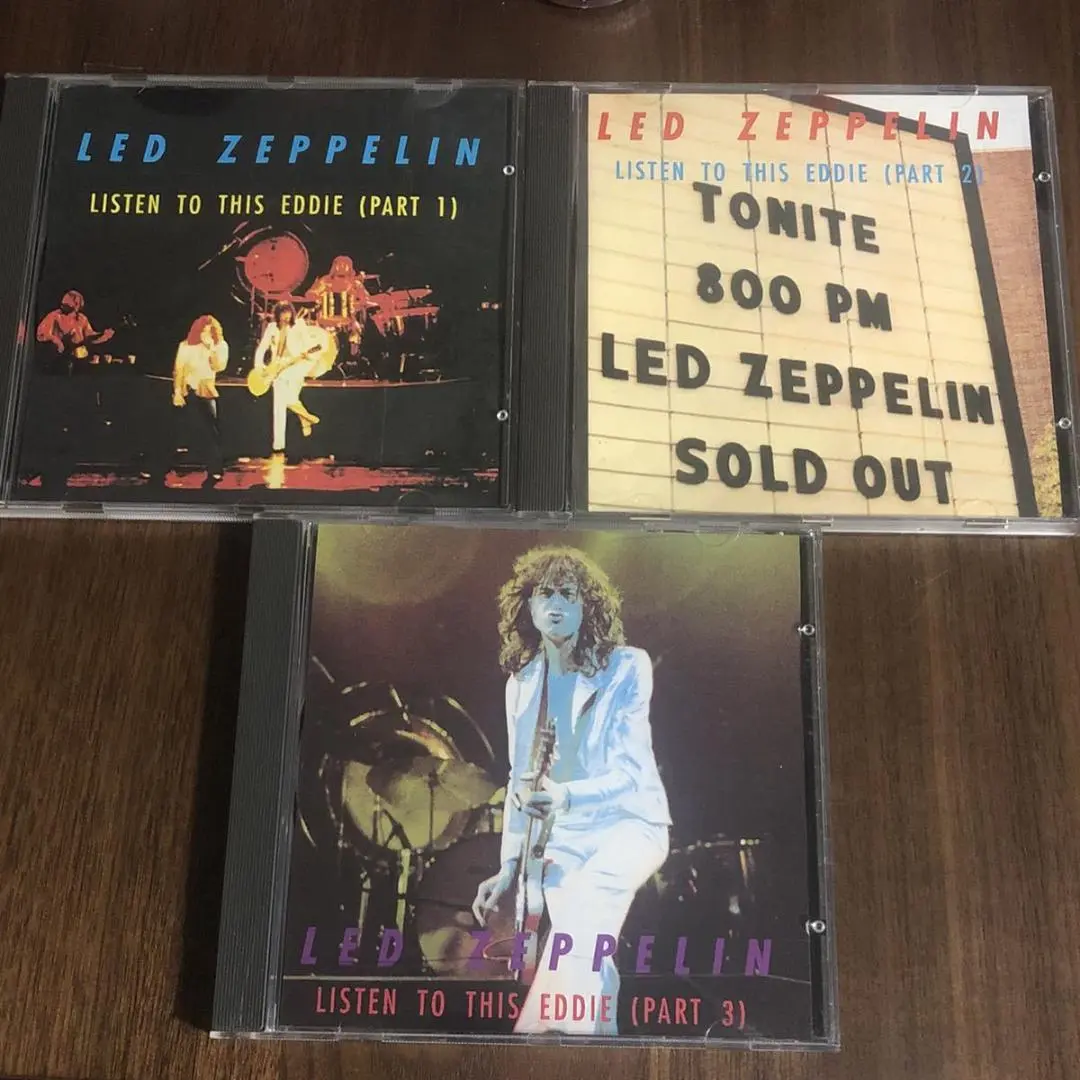 LED ZEPPELIN
LISTEN TO THIS EDDIE (PART 1)
LED ZEPPELIN
LISTEN TO THIS EDDIE (PART 2)
TONITE
800 PM
LED ZEPPELIN
SOLD OUT
LED ZEPPELIN
LISTEN TO THIS EDDIE (PART 3)